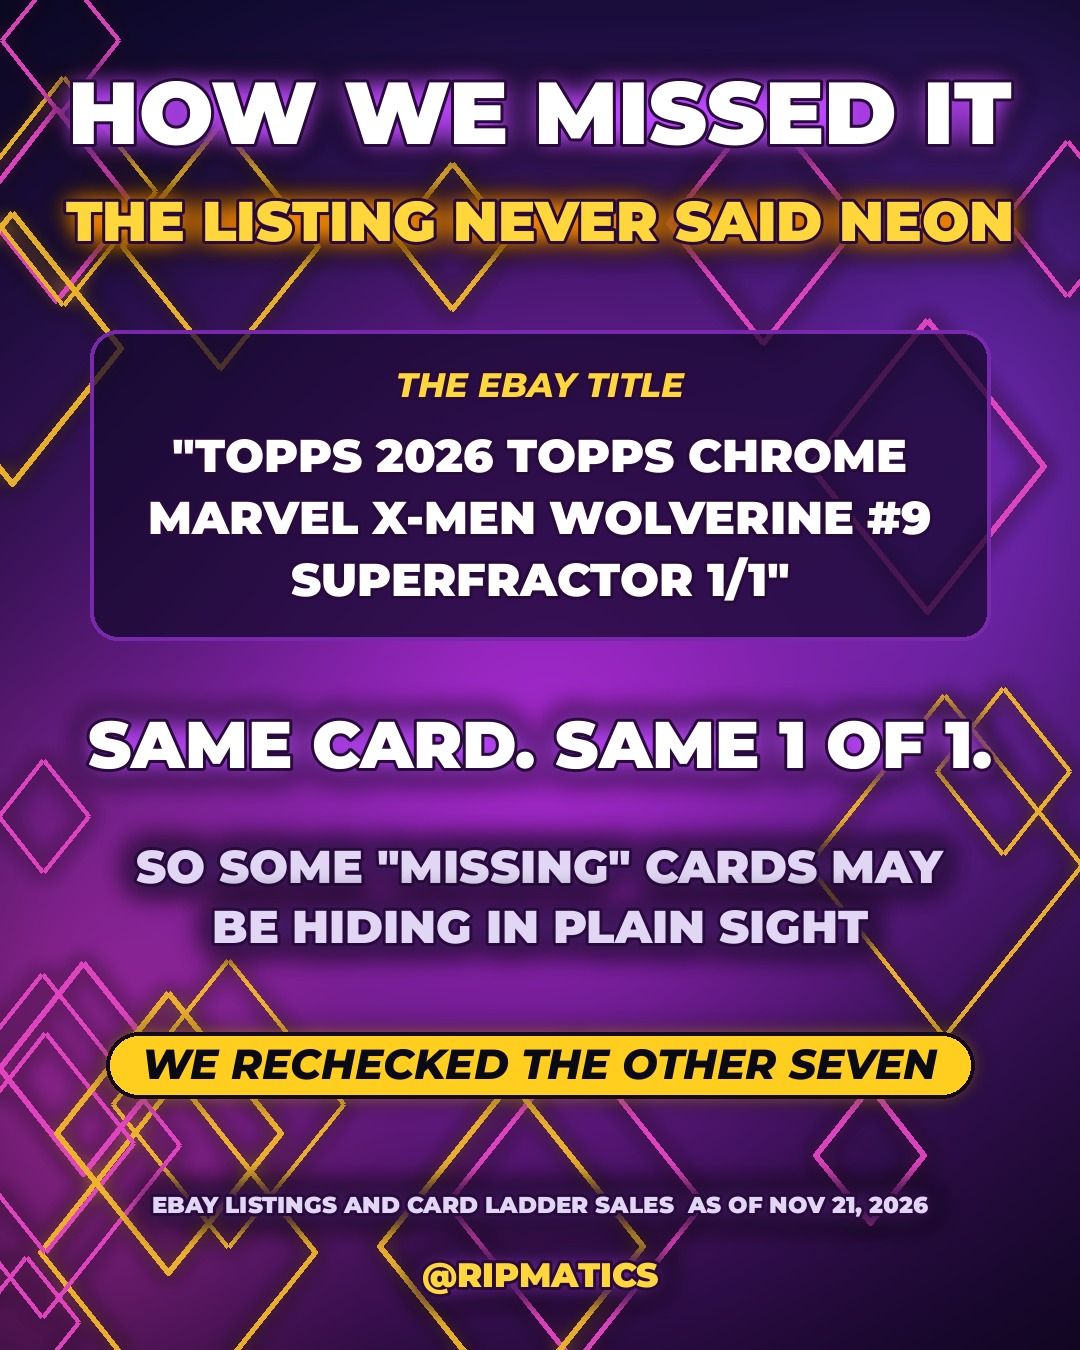 HOW WE MISSED IT
THE LISTING NEVER SAID NEON
THE EBAY TITLE
"TOPPS 2026 TOPPS CHROME
MARVEL X-MEN WOLVERINE #9
SUPERFRACTOR 1/1"
SAME CARD. SAME 1 OF 1.
SO SOME "MISSING" CARDS MAY
BE HIDING IN PLAIN SIGHT
WE RECHECKED THE OTHER SEVEN
EBAY LISTINGS AND CARD LADDER SALES AS OF NOV 21, 2026
@RIPMATICS